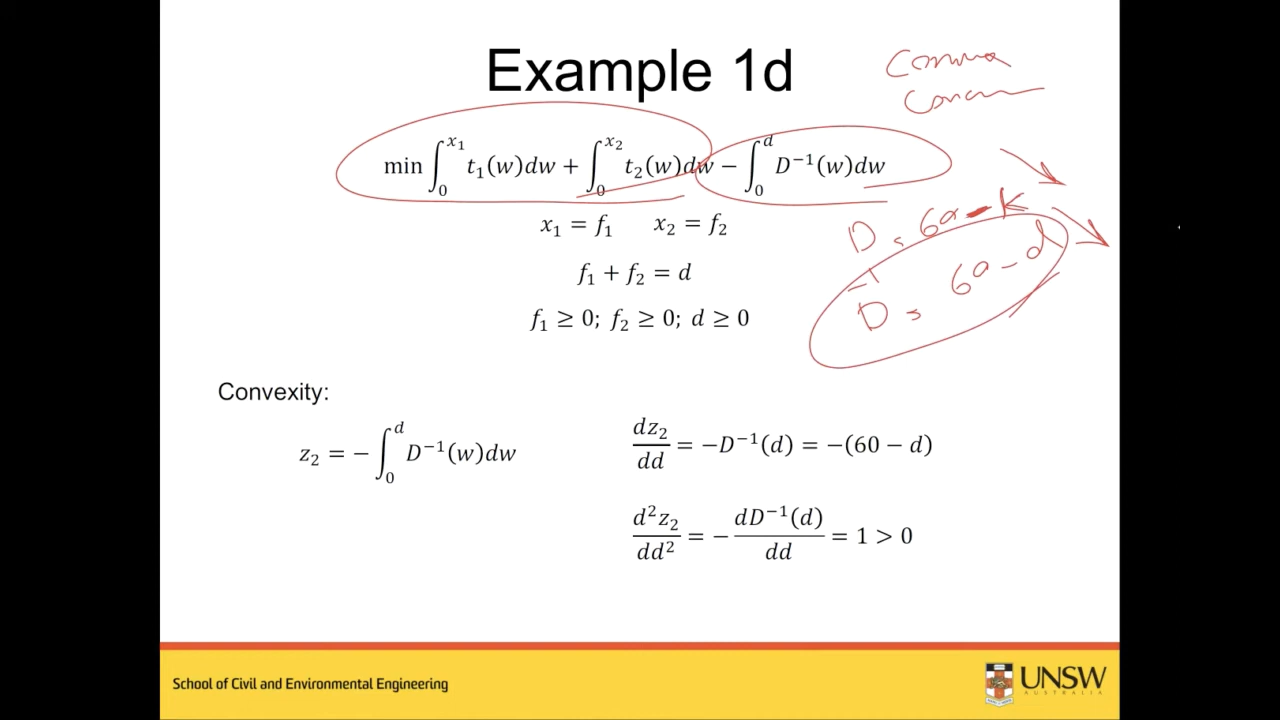 Example 1d
min ∫₀^{x₁} t₁(w)dw + ∫₀^{x₂} t₂(w)dw − ∫₀^{d} D⁻¹(w)dw
x₁ = f₁ x₂ = f₂
f₁ + f₂ = d
f₁ ≥ 0; f₂ ≥ 0; d ≥ 0
D = 60 - k
D⁻¹ = 60 - d
Convexity:
z₂ = −∫₀^{d} D⁻¹(w)dw
dz₂/dd = −D⁻¹(d) = −(60 − d)
d²z₂/dd² = − dD⁻¹(d)/dd = 1 > 0
School of Civil and Environmental Engineering
UNSW
AUSTRALIA